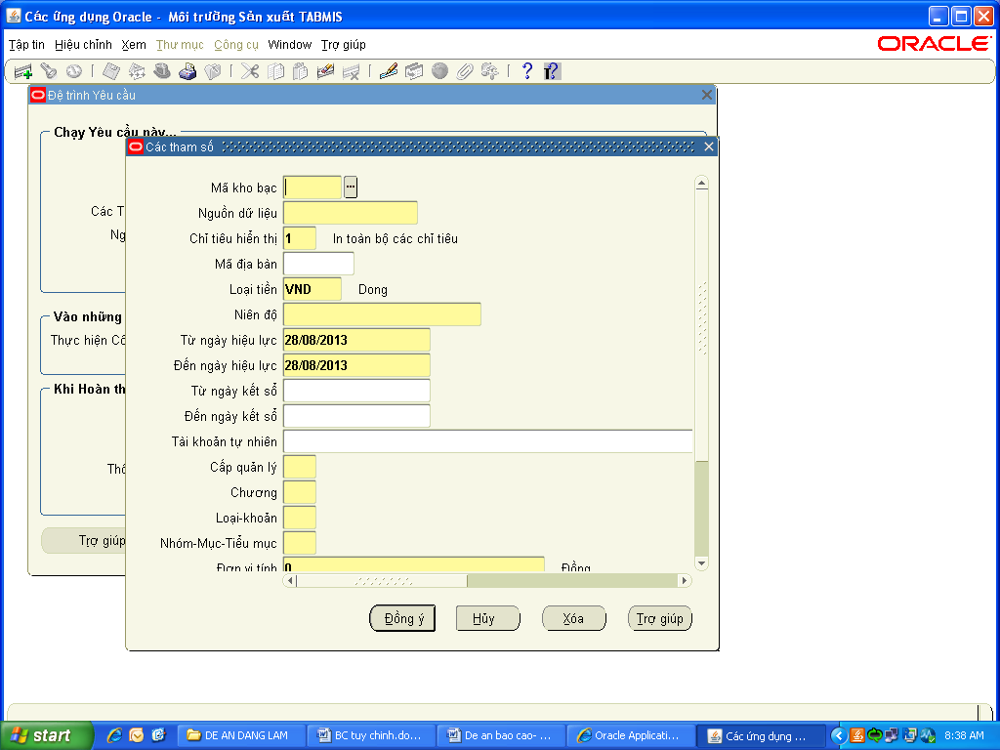 Các ứng dụng Oracle - Môi trường Sản xuất TABMIS
Tập tin Hiệu chỉnh Xem Thư mục Công cụ Window Trợ giúp
ORACLE
Đệ trình Yêu cầu
Chạy Yêu cầu này...
Các tham số
Mã kho bạc
Các T
Nguồn dữ liệu
Ng
Chỉ tiêu hiển thị 1 In toàn bộ các chỉ tiêu
Mã địa bàn
Loại tiền VND Dong
Vào những
Niên độ
Thực hiện Cô
Từ ngày hiệu lực 28/08/2013
Đến ngày hiệu lực 28/08/2013
Khi Hoàn th
Từ ngày kết sổ
Đến ngày kết sổ
Tài khoản tự nhiên
Thô
Cấp quản lý
Chương
Loại-khoản
Trợ giúp
Nhóm-Mục-Tiểu mục
Đơn vị tính 0 Đồng
Đồng ý Hủy Xóa Trợ giúp
start DE AN DANG LAM BC tuy chinh.do... De an bao cao- ... Oracle Applicati... Các ứng dụng ... 8:38 AM